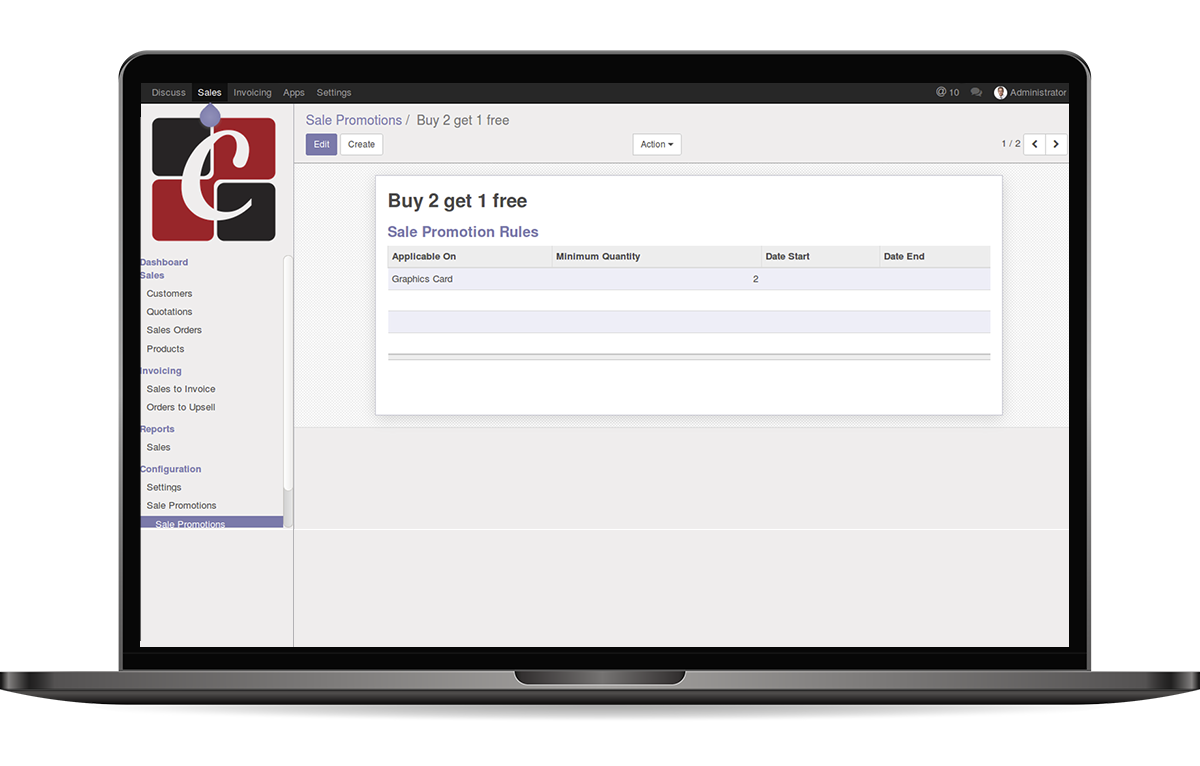 Discuss Sales Invoicing Apps Settings @ 10 Administrator
C
Sale Promotions / Buy 2 get 1 free
Edit Create Action 1 / 2
Buy 2 get 1 free
Sale Promotion Rules
Applicable On Minimum Quantity Date Start Date End
Graphics Card 2
Dashboard
Sales
Customers
Quotations
Sales Orders
Products
Invoicing
Sales to Invoice
Orders to Upsell
Reports
Sales
Configuration
Settings
Sale Promotions
Sale Promotions